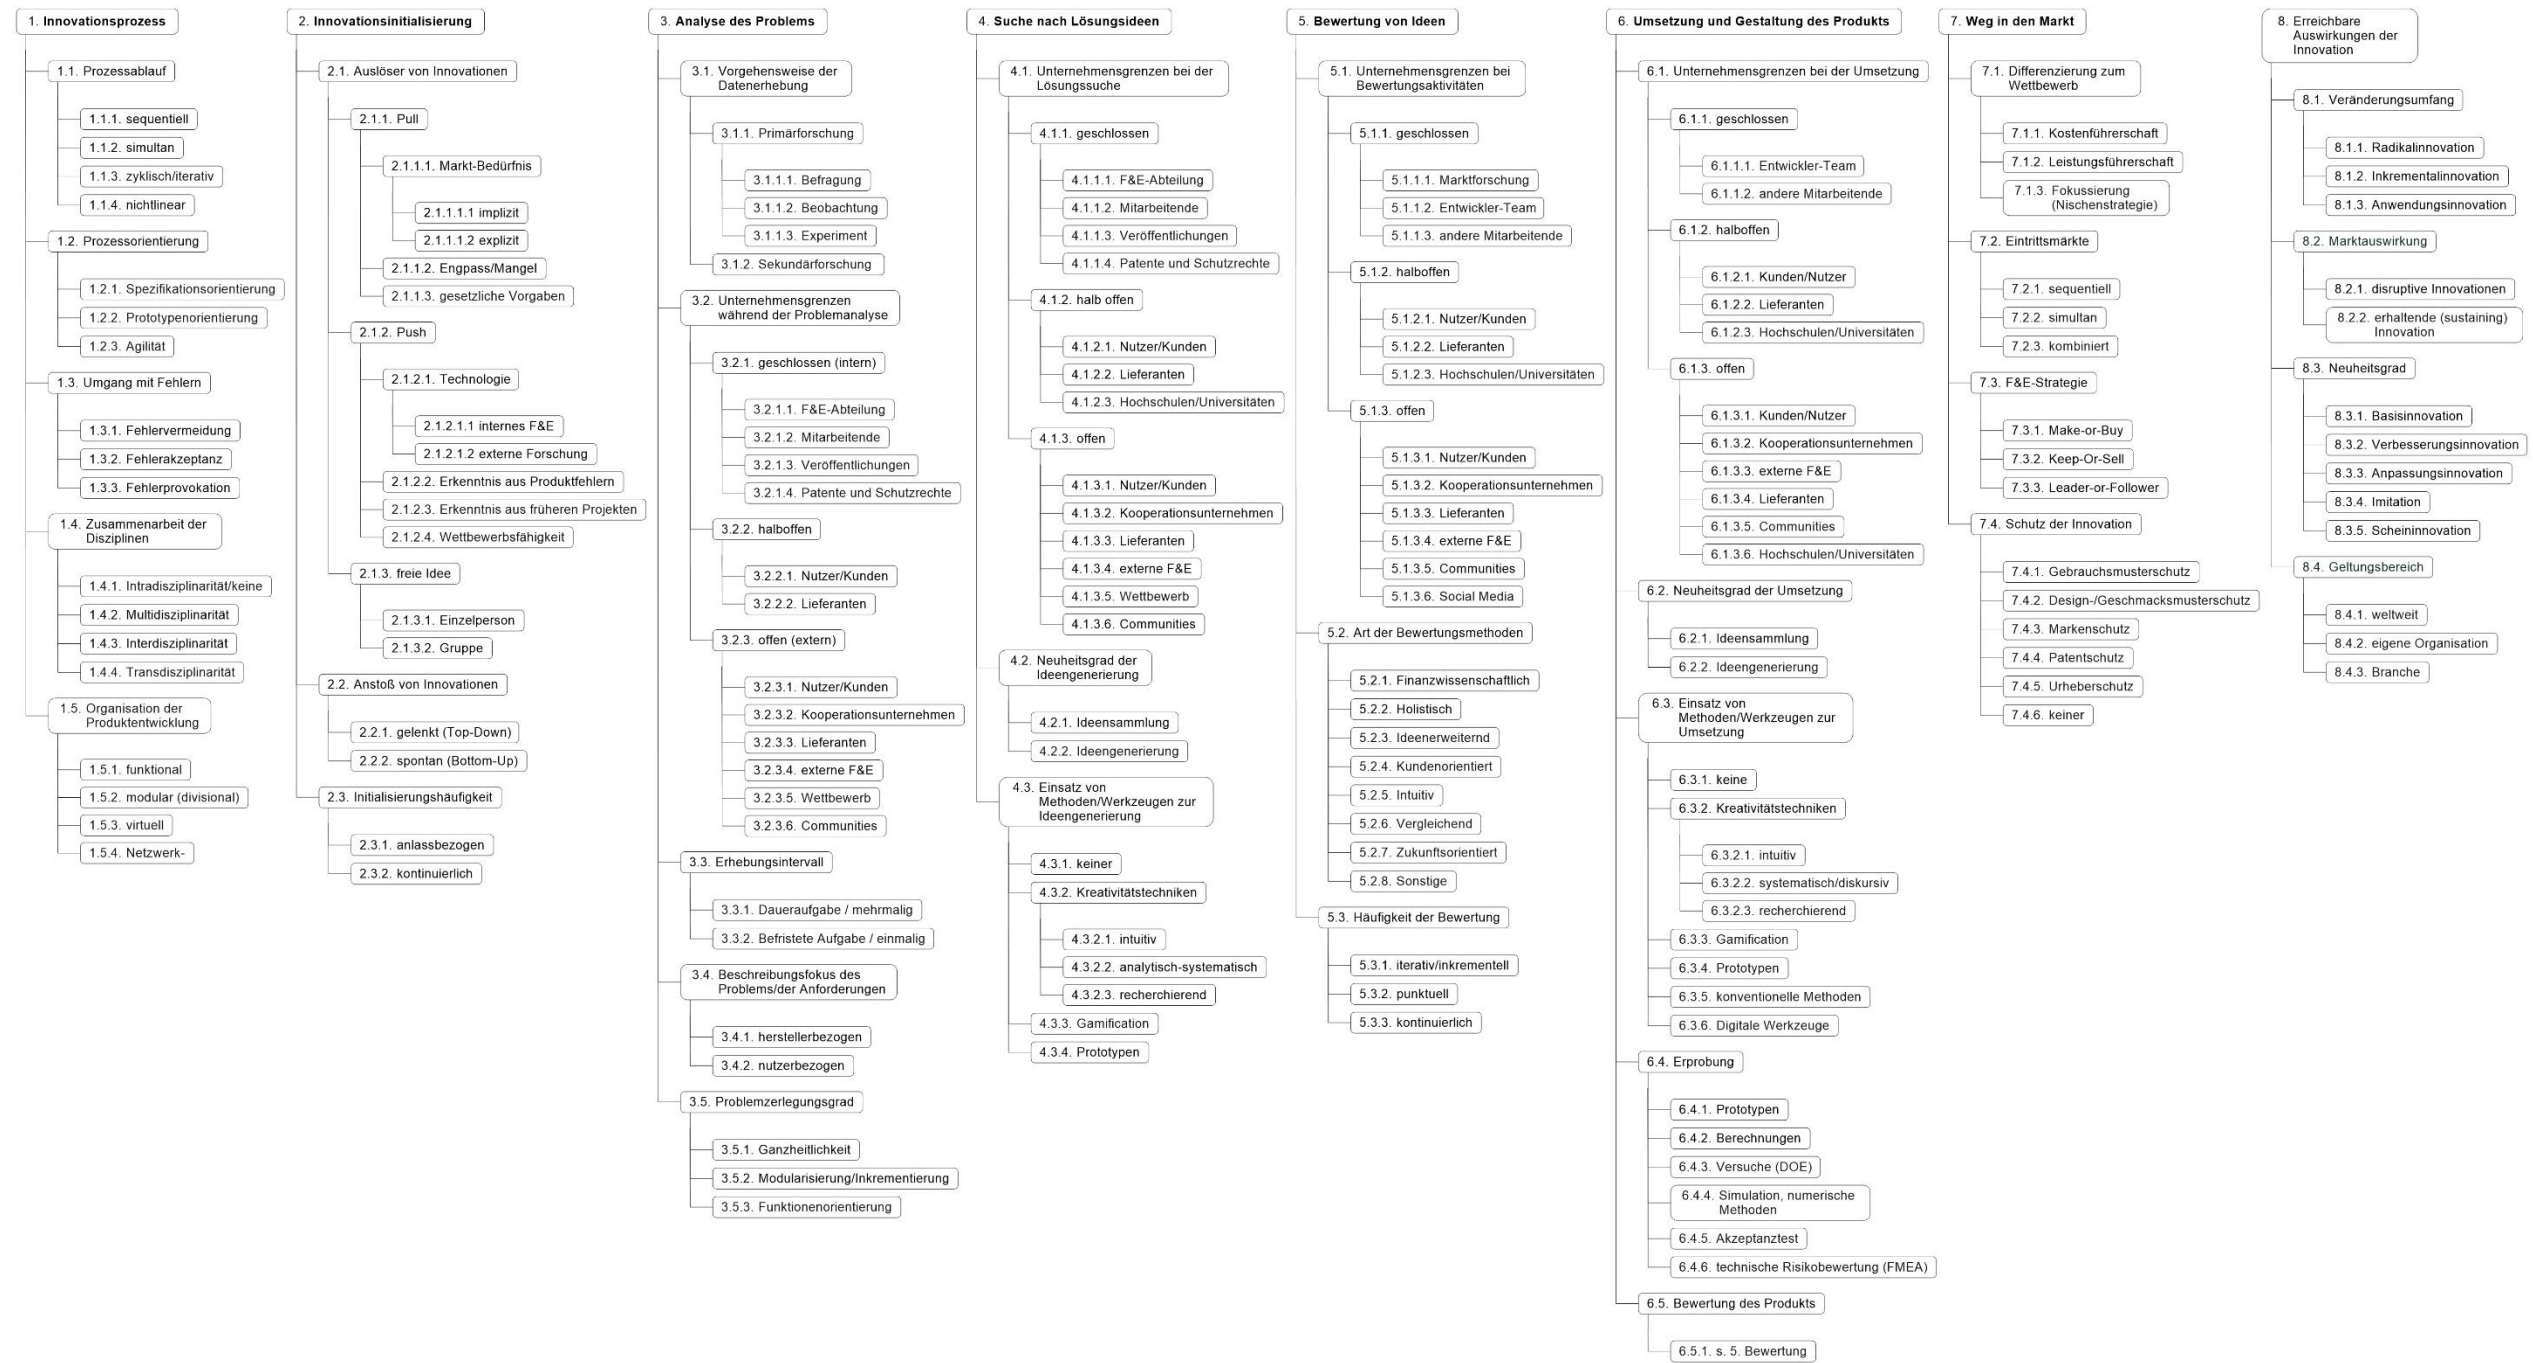 1. Innovationsprozess
1.1. Prozessablauf
1.1.1. sequentiell
1.1.2. simultan
1.1.3. zyklisch/iterativ
1.1.4. nichtlinear
1.2. Prozessorientierung
1.2.1. Spezifikationsorientierung
1.2.2. Prototypenorientierung
1.2.3. Agilität
1.3. Umgang mit Fehlern
1.3.1. Fehlervermeidung
1.3.2. Fehlerakzeptanz
1.3.3. Fehlerprovokation
1.4. Zusammenarbeit der
Disziplinen
1.4.1. Intradisziplinarität/keine
1.4.2. Multidisziplinarität
1.4.3. Interdisziplinarität
1.4.4. Transdisziplinarität
1.5. Organisation der
Produktentwicklung
1.5.1. funktional
1.5.2. modular (divisional)
1.5.3. virtuell
1.5.4. Netzwerk-
2. Innovationsinitialisierung
2.1. Auslöser von Innovationen
2.1.1. Pull
2.1.1.1. Markt-Bedürfnis
2.1.1.1.1 implizit
2.1.1.1.2 explizit
2.1.1.2. Engpass/Mangel
2.1.1.3. gesetzliche Vorgaben
2.1.2. Push
2.1.2.1. Technologie
2.1.2.1.1 internes F&E
2.1.2.1.2 externe Forschung
2.1.2.2. Erkenntnis aus Produktfehlern
2.1.2.3. Erkenntnis aus früheren Projekten
2.1.2.4. Wettbewerbsfähigkeit
2.1.3. freie Idee
2.1.3.1. Einzelperson
2.1.3.2. Gruppe
2.2. Anstoß von Innovationen
2.2.1. gelenkt (Top-Down)
2.2.2. spontan (Bottom-Up)
2.3. Initialisierungshäufigkeit
2.3.1. anlassbezogen
2.3.2. kontinuierlich
3. Analyse des Problems
3.1. Vorgehensweise der
Datenerhebung
3.1.1. Primärforschung
3.1.1.1. Befragung
3.1.1.2. Beobachtung
3.1.1.3. Experiment
3.1.2. Sekundärforschung
3.2. Unternehmensgrenzen
während der Problemanalyse
3.2.1. geschlossen (intern)
3.2.1.1. F&E-Abteilung
3.2.1.2. Mitarbeitende
3.2.1.3. Veröffentlichungen
3.2.1.4. Patente und Schutzrechte
3.2.2. halboffen
3.2.2.1. Nutzer/Kunden
3.2.2.2. Lieferanten
3.2.3. offen (extern)
3.2.3.1. Nutzer/Kunden
3.2.3.2. Kooperationsunternehmen
3.2.3.3. Lieferanten
3.2.3.4. externe F&E
3.2.3.5. Wettbewerb
3.2.3.6. Communities
3.3. Erhebungsintervall
3.3.1. Daueraufgabe / mehrmalig
3.3.2. Befristete Aufgabe / einmalig
3.4. Beschreibungsfokus des
Problems/der Anforderungen
3.4.1. herstellerbezogen
3.4.2. nutzerbezogen
3.5. Problemzerlegungsgrad
3.5.1. Ganzheitlichkeit
3.5.2. Modularisierung/Inkrementierung
3.5.3. Funktionenorientierung
4. Suche nach Lösungsideen
4.1. Unternehmensgrenzen bei der
Lösungssuche
4.1.1. geschlossen
4.1.1.1. F&E-Abteilung
4.1.1.2. Mitarbeitende
4.1.1.3. Veröffentlichungen
4.1.1.4. Patente und Schutzrechte
4.1.2. halb offen
4.1.2.1. Nutzer/Kunden
4.1.2.2. Lieferanten
4.1.2.3. Hochschulen/Universitäten
4.1.3. offen
4.1.3.1. Nutzer/Kunden
4.1.3.2. Kooperationsunternehmen
4.1.3.3. Lieferanten
4.1.3.4. externe F&E
4.1.3.5. Wettbewerb
4.1.3.6. Communities
4.2. Neuheitsgrad der
Ideengenerierung
4.2.1. Ideensammlung
4.2.2. Ideengenerierung
4.3. Einsatz von
Methoden/Werkzeugen zur
Ideengenerierung
4.3.1. keiner
4.3.2. Kreativitätstechniken
4.3.2.1. intuitiv
4.3.2.2. analytisch-systematisch
4.3.2.3. recherchierend
4.3.3. Gamification
4.3.4. Prototypen
5. Bewertung von Ideen
5.1. Unternehmensgrenzen bei
Bewertungsaktivitäten
5.1.1. geschlossen
5.1.1.1. Marktforschung
5.1.1.2. Entwickler-Team
5.1.1.3. andere Mitarbeitende
5.1.2. halboffen
5.1.2.1. Nutzer/Kunden
5.1.2.2. Lieferanten
5.1.2.3. Hochschulen/Universitäten
5.1.3. offen
5.1.3.1. Nutzer/Kunden
5.1.3.2. Kooperationsunternehmen
5.1.3.3. Lieferanten
5.1.3.4. externe F&E
5.1.3.5. Communities
5.1.3.6. Social Media
5.2. Art der Bewertungsmethoden
5.2.1. Finanzwissenschaftlich
5.2.2. Holistisch
5.2.3. Ideenerweiternd
5.2.4. Kundenorientiert
5.2.5. Intuitiv
5.2.6. Vergleichend
5.2.7. Zukunftsorientiert
5.2.8. Sonstige
5.3. Häufigkeit der Bewertung
5.3.1. iterativ/inkrementell
5.3.2. punktuell
5.3.3. kontinuierlich
6. Umsetzung und Gestaltung des Produkts
6.1. Unternehmensgrenzen bei der Umsetzung
6.1.1. geschlossen
6.1.1.1. Entwickler-Team
6.1.1.2. andere Mitarbeitende
6.1.2. halboffen
6.1.2.1. Kunden/Nutzer
6.1.2.2. Lieferanten
6.1.2.3. Hochschulen/Universitäten
6.1.3. offen
6.1.3.1. Kunden/Nutzer
6.1.3.2. Kooperationsunternehmen
6.1.3.3. externe F&E
6.1.3.4. Lieferanten
6.1.3.5. Communities
6.1.3.6. Hochschulen/Universitäten
6.2. Neuheitsgrad der Umsetzung
6.2.1. Ideensammlung
6.2.2. Ideengenerierung
6.3. Einsatz von
Methoden/Werkzeugen zur
Umsetzung
6.3.1. keine
6.3.2. Kreativitätstechniken
6.3.2.1. intuitiv
6.3.2.2. systematisch/diskursiv
6.3.2.3. recherchierend
6.3.3. Gamification
6.3.4. Prototypen
6.3.5. konventionelle Methoden
6.3.6. Digitale Werkzeuge
6.4. Erprobung
6.4.1. Prototypen
6.4.2. Berechnungen
6.4.3. Versuche (DOE)
6.4.4. Simulation, numerische
Methoden
6.4.5. Akzeptanztest
6.4.6. technische Risikobewertung (FMEA)
6.5. Bewertung des Produkts
6.5.1. s. 5. Bewertung
7. Weg in den Markt
7.1. Differenzierung zum
Wettbewerb
7.1.1. Kostenführerschaft
7.1.2. Leistungsführerschaft
7.1.3. Fokussierung
(Nischenstrategie)
7.2. Eintrittsmärkte
7.2.1. sequentiell
7.2.2. simultan
7.2.3. kombiniert
7.3. F&E-Strategie
7.3.1. Make-or-Buy
7.3.2. Keep-Or-Sell
7.3.3. Leader-or-Follower
7.4. Schutz der Innovation
7.4.1. Gebrauchsmusterschutz
7.4.2. Design-/Geschmacksmusterschutz
7.4.3. Markenschutz
7.4.4. Patentschutz
7.4.5. Urheberschutz
7.4.6. keiner
8. Erreichbare
Auswirkungen der
Innovation
8.1. Veränderungsumfang
8.1.1. Radikalinnovation
8.1.2. Inkrementalinnovation
8.1.3. Anwendungsinnovation
8.2. Marktauswirkung
8.2.1. disruptive Innovationen
8.2.2. erhaltende (sustaining)
Innovation
8.3. Neuheitsgrad
8.3.1. Basisinnovation
8.3.2. Verbesserungsinnovation
8.3.3. Anpassungsinnovation
8.3.4. Imitation
8.3.5. Scheininnovation
8.4. Geltungsbereich
8.4.1. weltweit
8.4.2. eigene Organisation
8.4.3. Branche